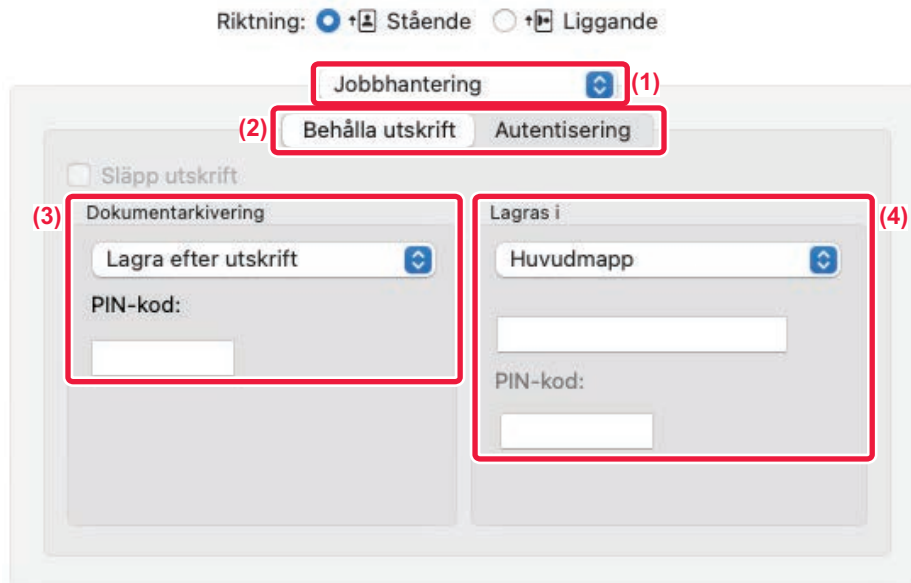 Riktning: Stående Liggande
Jobbhantering (1)
(2) Behålla utskrift Autentisering
Släpp utskrift
(3) Dokumentarkivering Lagras i (4)
Lagra efter utskrift Huvudmapp
PIN-kod:
PIN-kod: